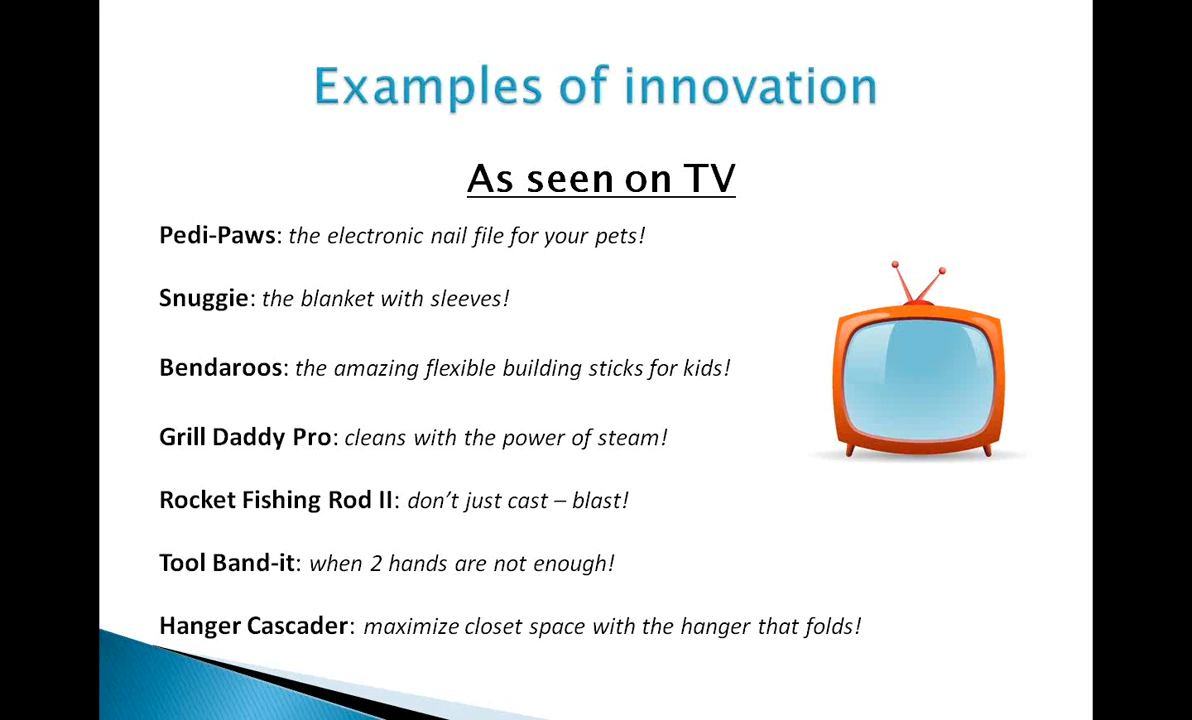 Examples of innovation
As seen on TV
Pedi-Paws: the electronic nail file for your pets!
Snuggie: the blanket with sleeves!
Bendaroos: the amazing flexible building sticks for kids!
Grill Daddy Pro: cleans with the power of steam!
Rocket Fishing Rod II: don’t just cast – blast!
Tool Band-it: when 2 hands are not enough!
Hanger Cascader: maximize closet space with the hanger that folds!